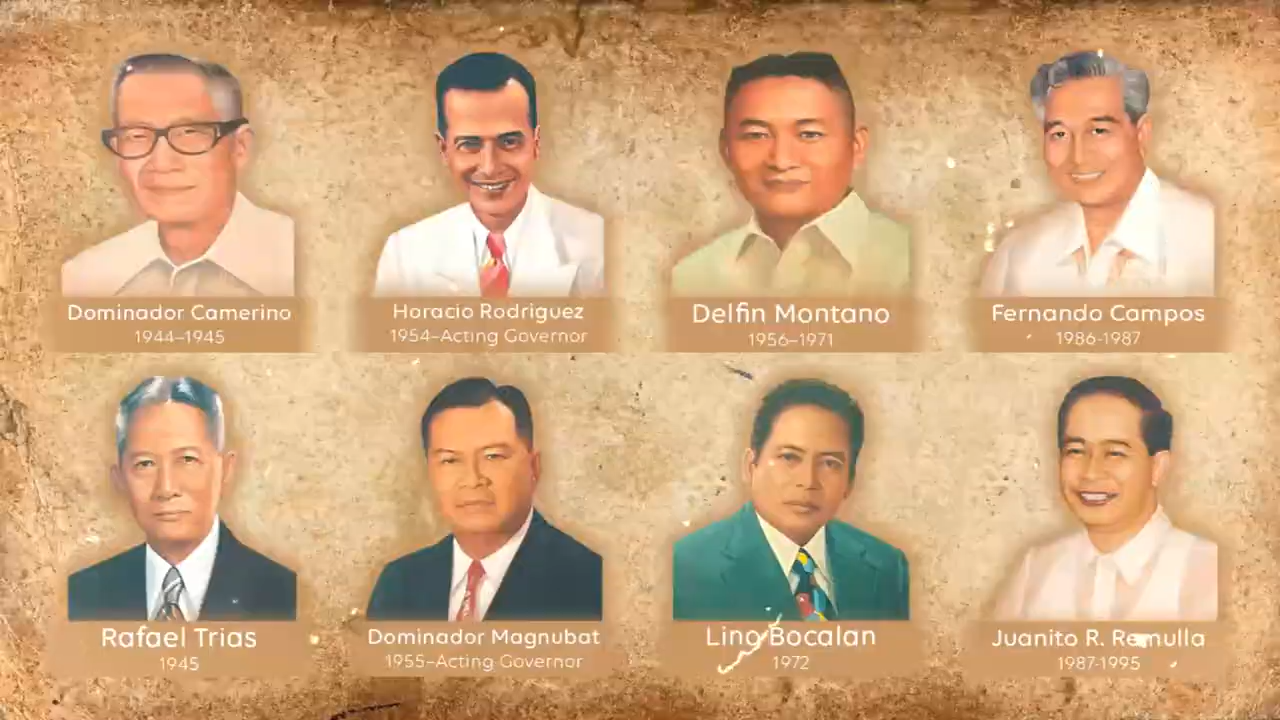 Dominador Camerino
1944–1945
Horacio Rodriguez
1954–Acting Governor
Delfin Montano
1956–1971
Fernando Campos
1986-1987
Rafael Trias
1945
Dominador Magnubat
1955–Acting Governor
Lino Bocalan
1972
Juanito R. Remulla
1987-1995